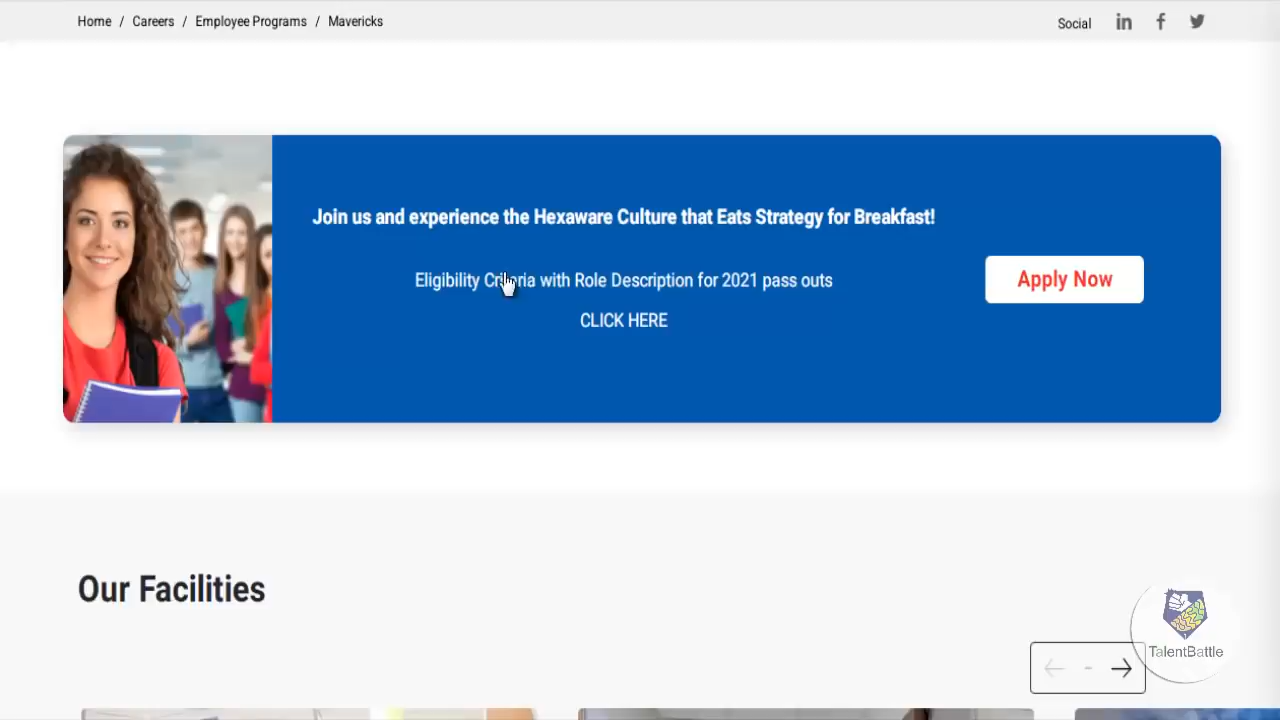 Home / Careers / Employee Programs / Mavericks
Social
Join us and experience the Hexaware Culture that Eats Strategy for Breakfast!
Eligibility Criteria with Role Description for 2021 pass outs
CLICK HERE
Apply Now
Our Facilities
TalentBattle